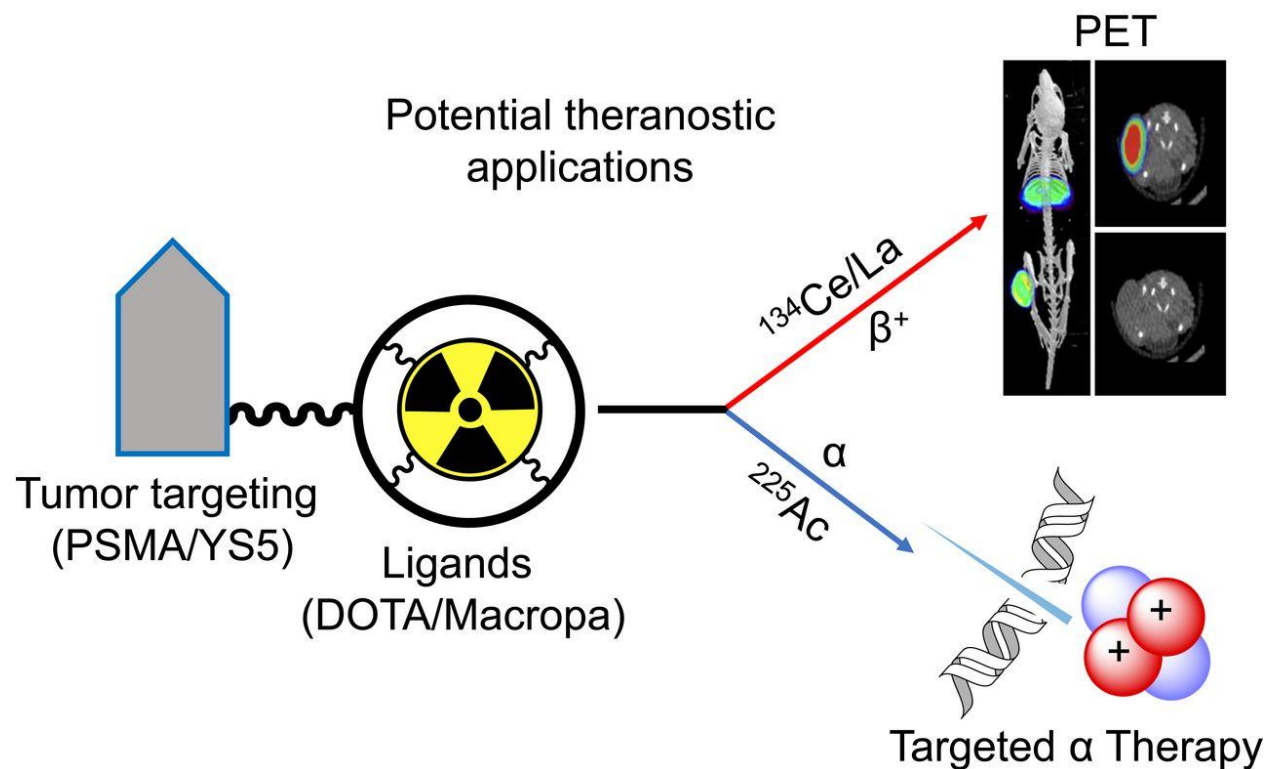 PET
Potential theranostic
applications
¹³⁴Ce/La
β⁺
α
²²⁵Ac
Tumor targeting
(PSMA/YS5)
Ligands
(DOTA/Macropa)
+
+
Targeted α Therapy